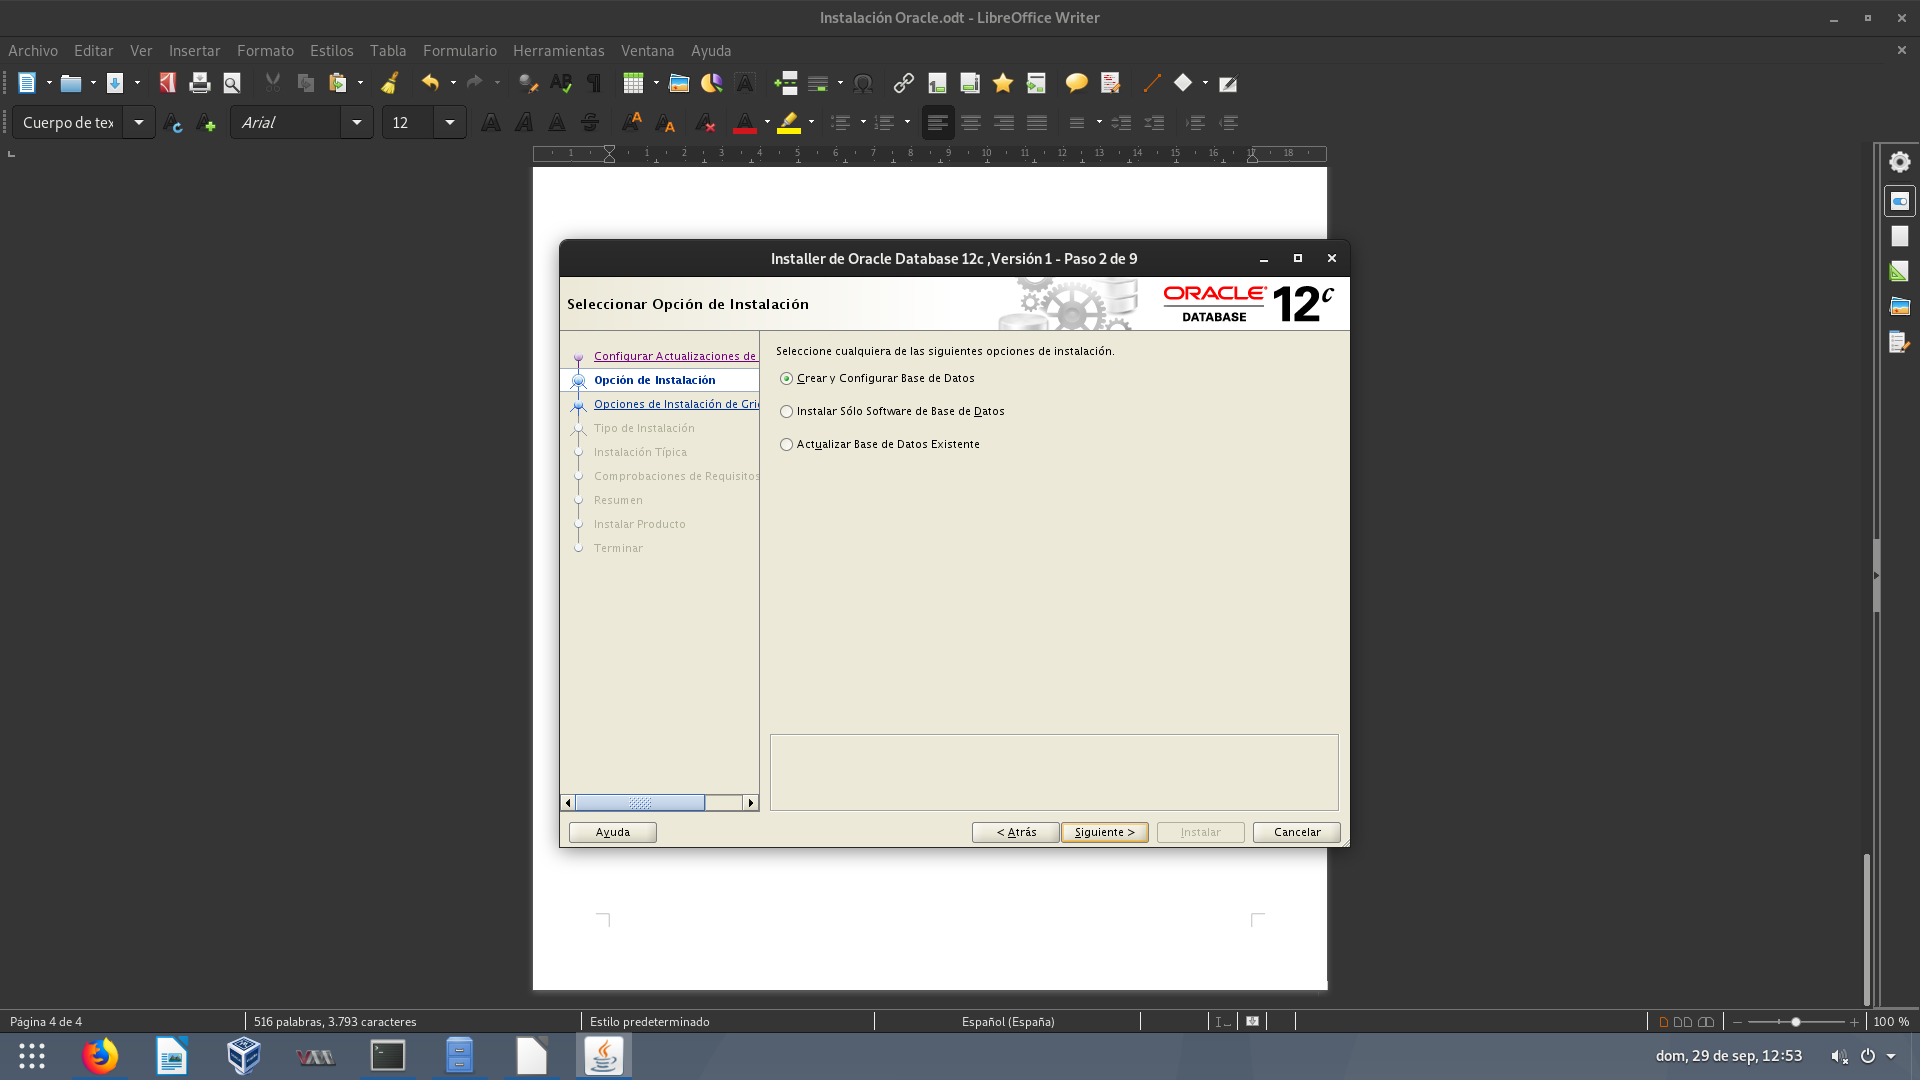 Instalación Oracle.odt - LibreOffice Writer
Archivo Editar Ver Insertar Formato Estilos Tabla Formulario Herramientas Ventana Ayuda
Cuerpo de tex Arial 12
1 1 2 3 4 5 6 7 8 9 10 11 12 13 14 15 16 17 18
Installer de Oracle Database 12c ,Versión 1 - Paso 2 de 9
Seleccionar Opción de Instalación
ORACLE DATABASE 12c
Configurar Actualizaciones de
Opción de Instalación
Opciones de Instalación de Gri
Tipo de Instalación
Instalación Típica
Comprobaciones de Requisitos
Resumen
Instalar Producto
Terminar
Seleccione cualquiera de las siguientes opciones de instalación.
Crear y Configurar Base de Datos
Instalar Sólo Software de Base de Datos
Actualizar Base de Datos Existente
Ayuda < Atrás Siguiente > Instalar Cancelar
Página 4 de 4 516 palabras, 3.793 caracteres Estilo predeterminado Español (España) 100 %
dom, 29 de sep, 12:53